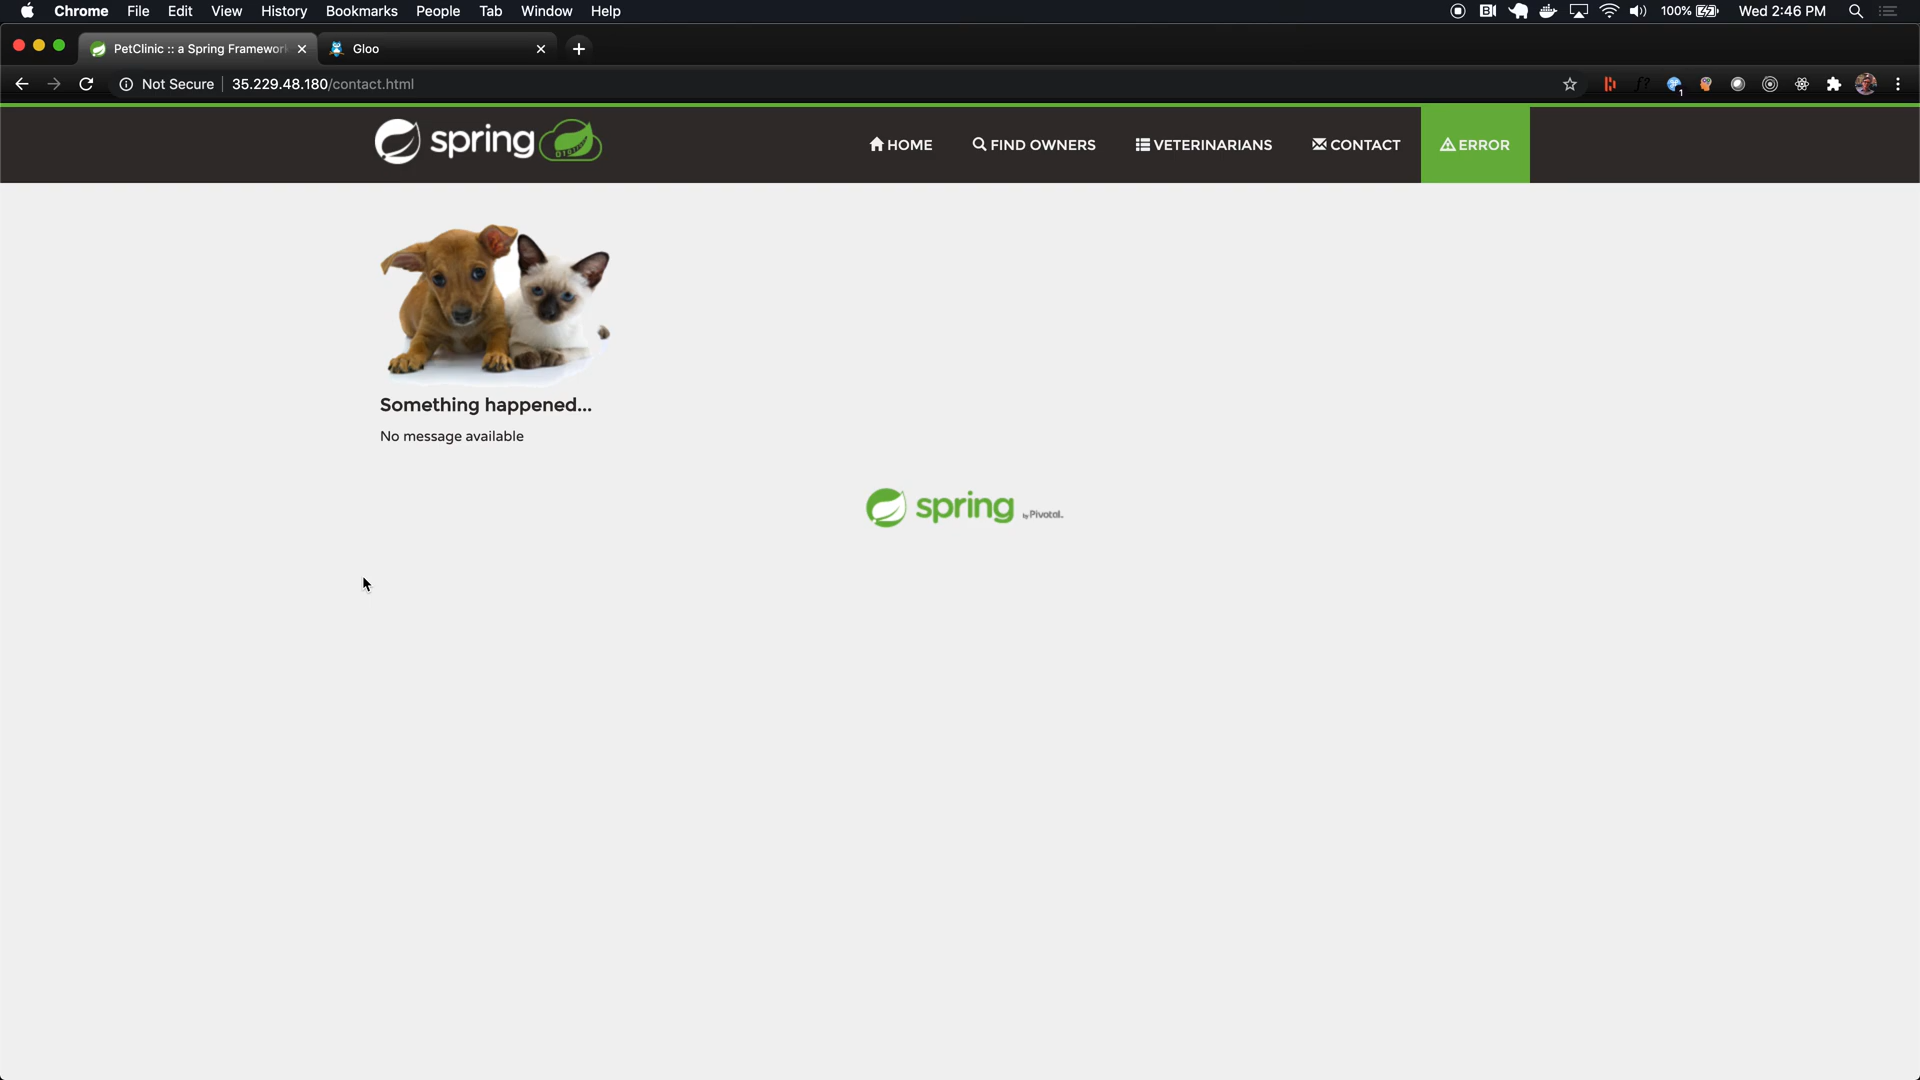 Chrome File Edit View History Bookmarks People Tab Window Help
100%
Wed 2:46 PM
PetClinic :: a Spring Framewor
Gloo
Not Secure
35.229.48.180/contact.html
1
spring
HOME
FIND OWNERS
VETERINARIANS
CONTACT
ERROR
Something happened...
No message available
spring by Pivotal